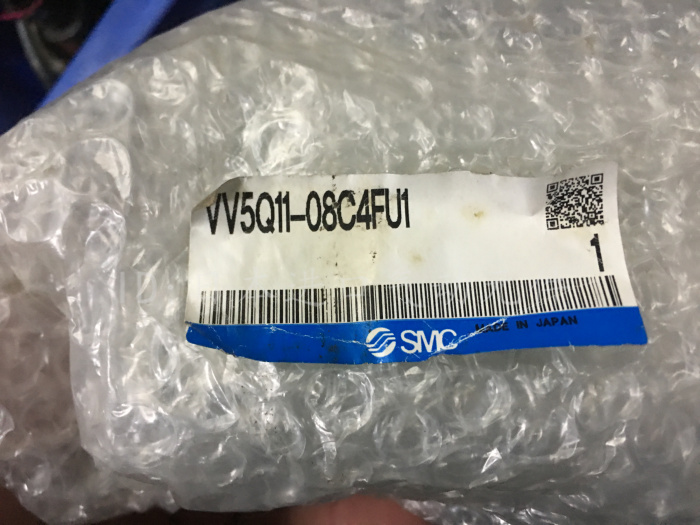 VV5Q11-08C4FU1
1
SMC MADE IN JAPAN